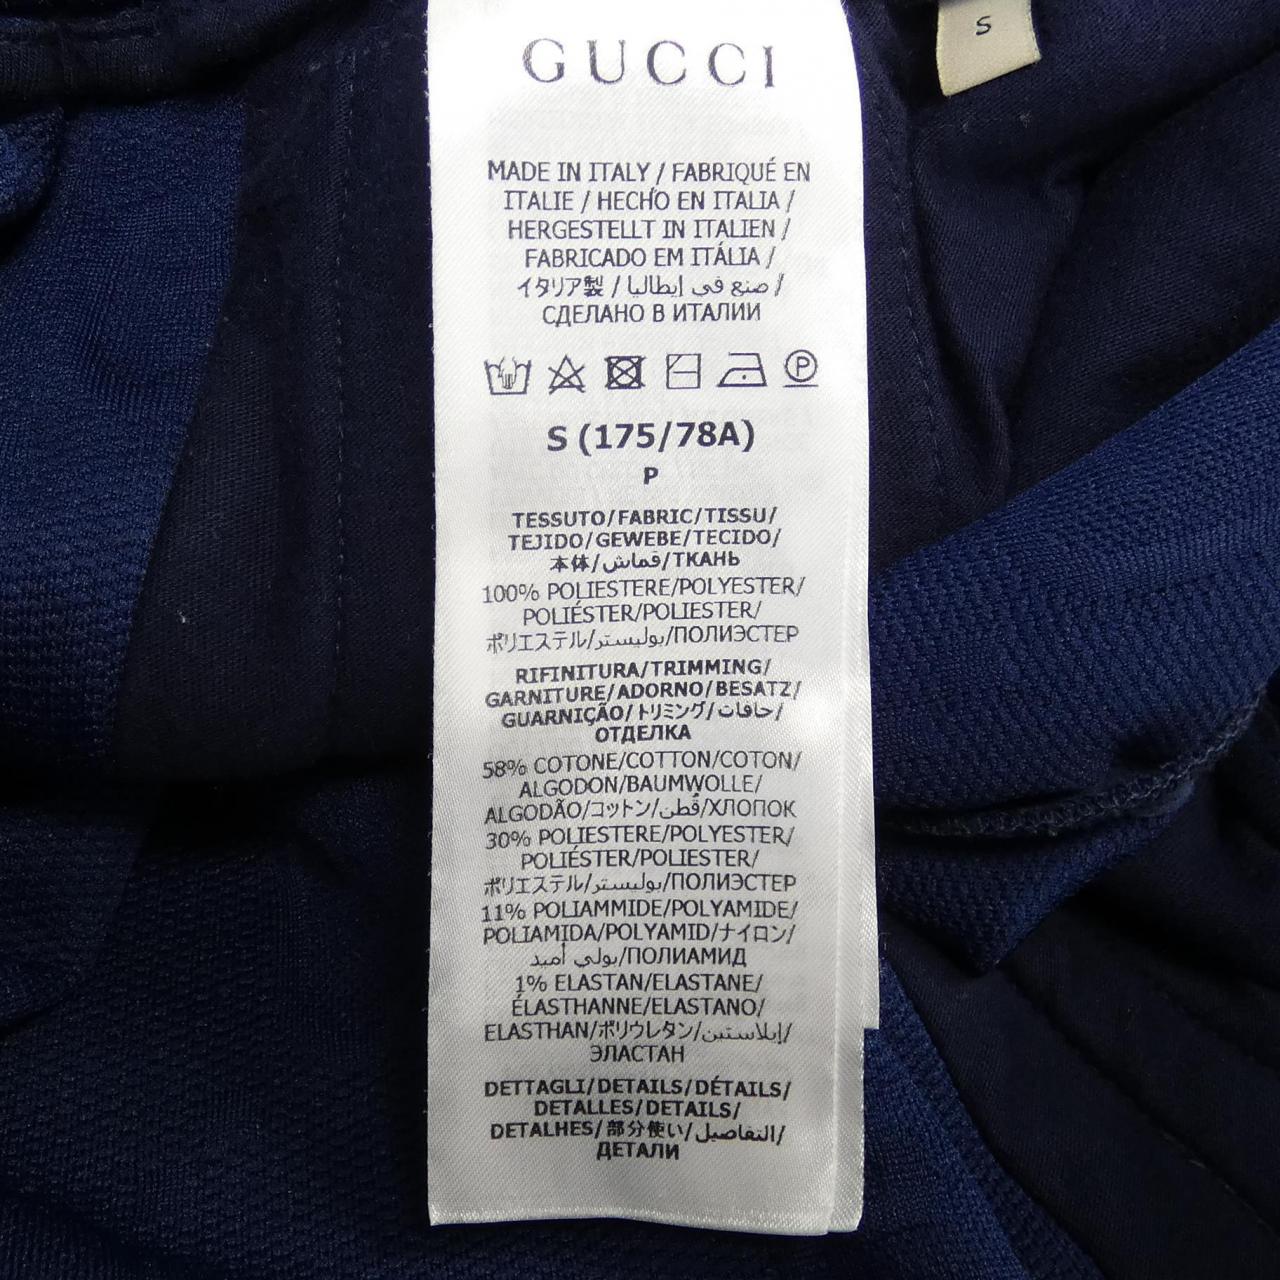 S
GUCCI
MADE IN ITALY / FABRIQUÉ EN
ITALIE / HECHO EN ITALIA /
HERGESTELLT IN ITALIEN /
FABRICADO EM ITÁLIA /
イタリア製 / صنع في إيطاليا /
СДЕЛАНО В ИТАЛИИ
P
S (175/78A)
P
TESSUTO/FABRIC/TISSU/
TEJIDO/GEWEBE/TECIDO/
本体/قماش/ТКАНЬ
100% POLIESTERE/POLYESTER/
POLIÉSTER/POLIESTER/
ポリエステル/بوليستر/ПОЛИЭСТЕР
RIFINITURA/TRIMMING/
GARNITURE/ADORNO/BESATZ/
GUARNIÇÃO/トリミング/حافات/
ОТДЕЛКА
58% COTONE/COTTON/COTON/
ALGODON/BAUMWOLLE/
ALGODÃO/コットン/قُطن/ХЛОПОК
30% POLIESTERE/POLYESTER/
POLIÉSTER/POLIESTER/
ポリエステル/بوليستر/ПОЛИЭСТЕР
11% POLIAMMIDE/POLYAMIDE/
POLIAMIDA/POLYAMID/ナイロン/
بولي أميد/ПОЛИАМИД
1% ELASTAN/ELASTANE/
ÉLASTHANNE/ELASTANO/
ELASTHAN/ポリウレタン/إيلاستين/
ЭЛАСТАН
DETTAGLI/DETAILS/DÉTAILS/
DETALLES/DETAILS/
DETALHES/部分使い/التفاصيل/
ДЕТАЛИ